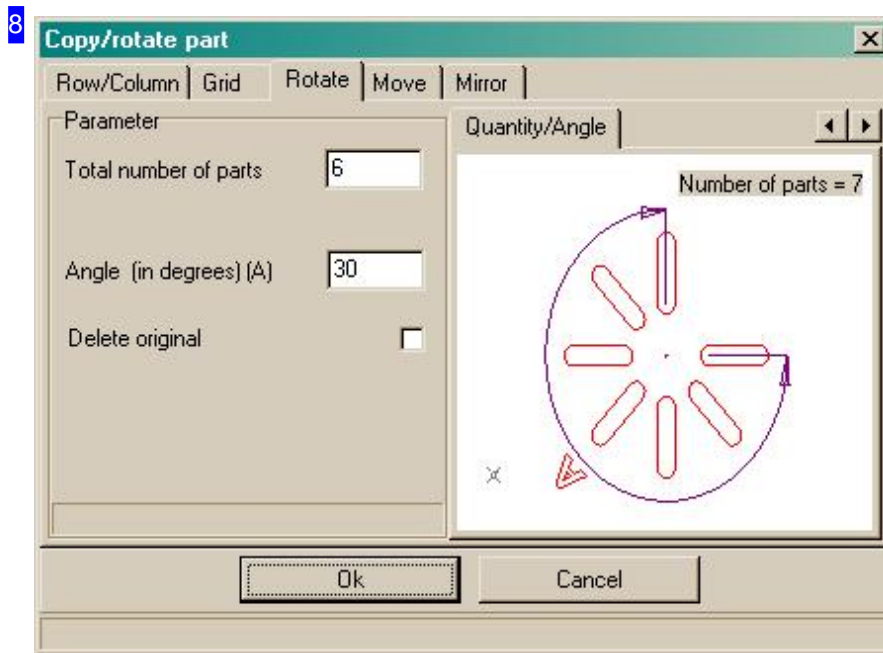 8
Copy/rotate part
Row/Column Grid Rotate Move Mirror
Parameter
Total number of parts 6
Angle (in degrees) (A) 30
Delete original
Quantity/Angle
Number of parts = 7
A
Ok Cancel